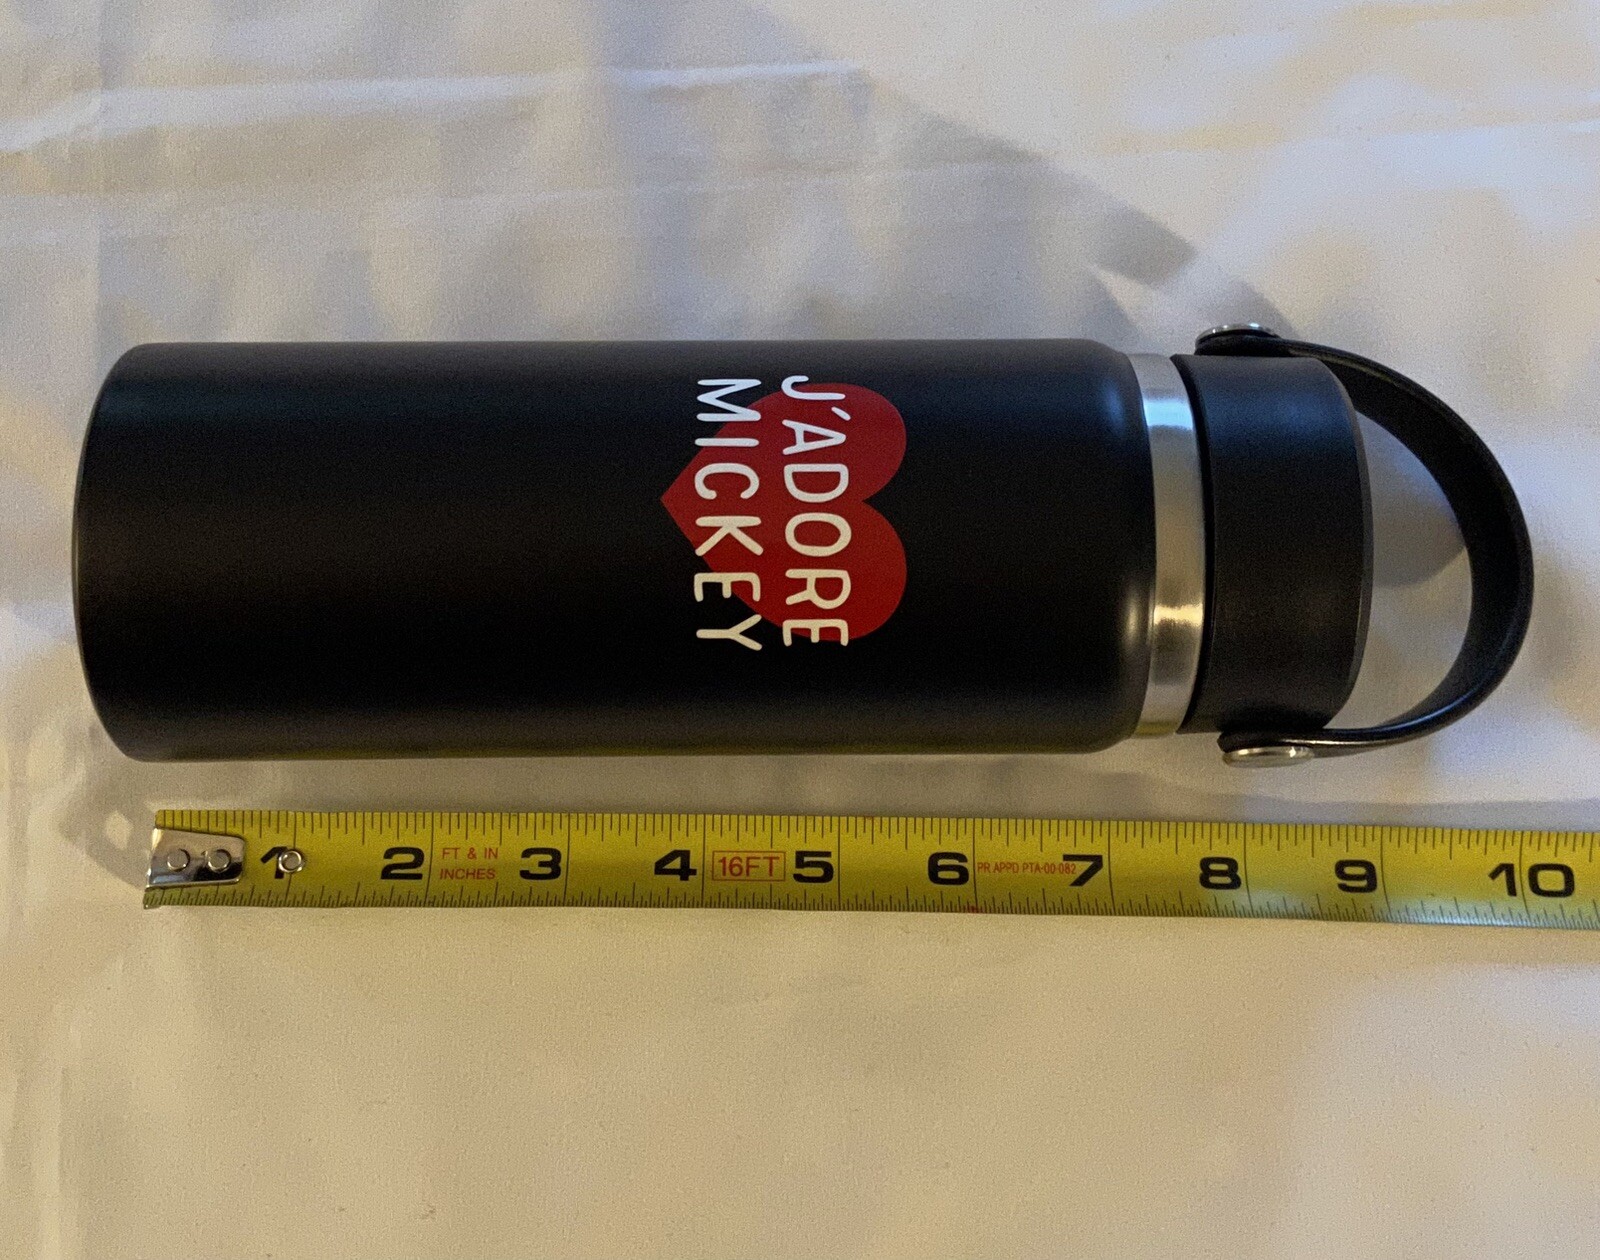 J'ADORE
MICKEY
1 2 FT & IN INCHES 3 4 16FT 5 6 PR APPD PTA-00-082 7 8 9 10